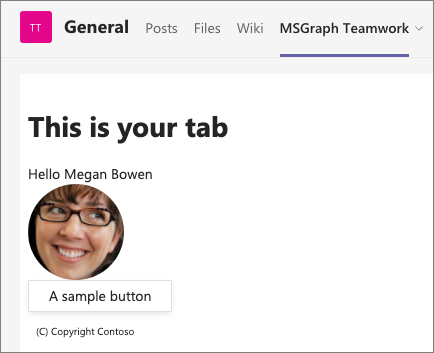 TT General Posts Files Wiki MSGraph Teamwork
This is your tab
Hello Megan Bowen
A sample button
(C) Copyright Contoso